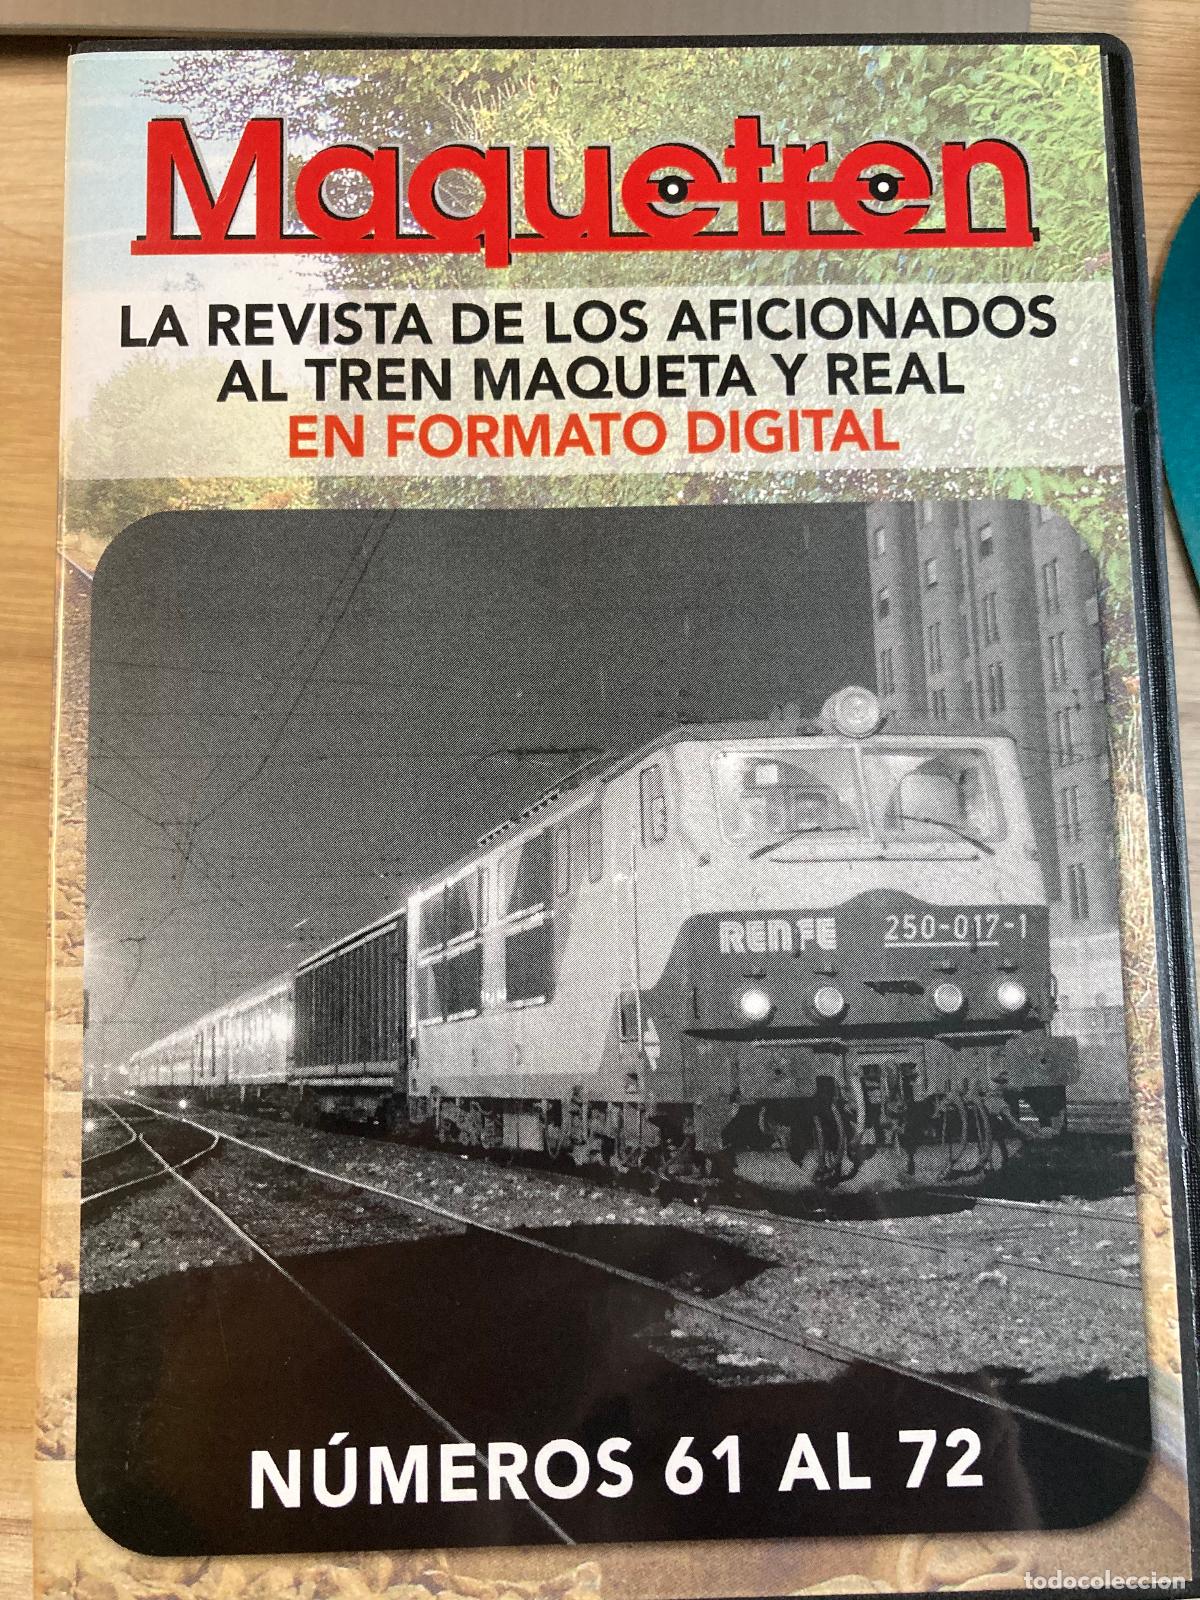 Maquetren
LA REVISTA DE LOS AFICIONADOS
AL TREN MAQUETA Y REAL
EN FORMATO DIGITAL
RENFE 250-017-1
NÚMEROS 61 AL 72
todocoleccion